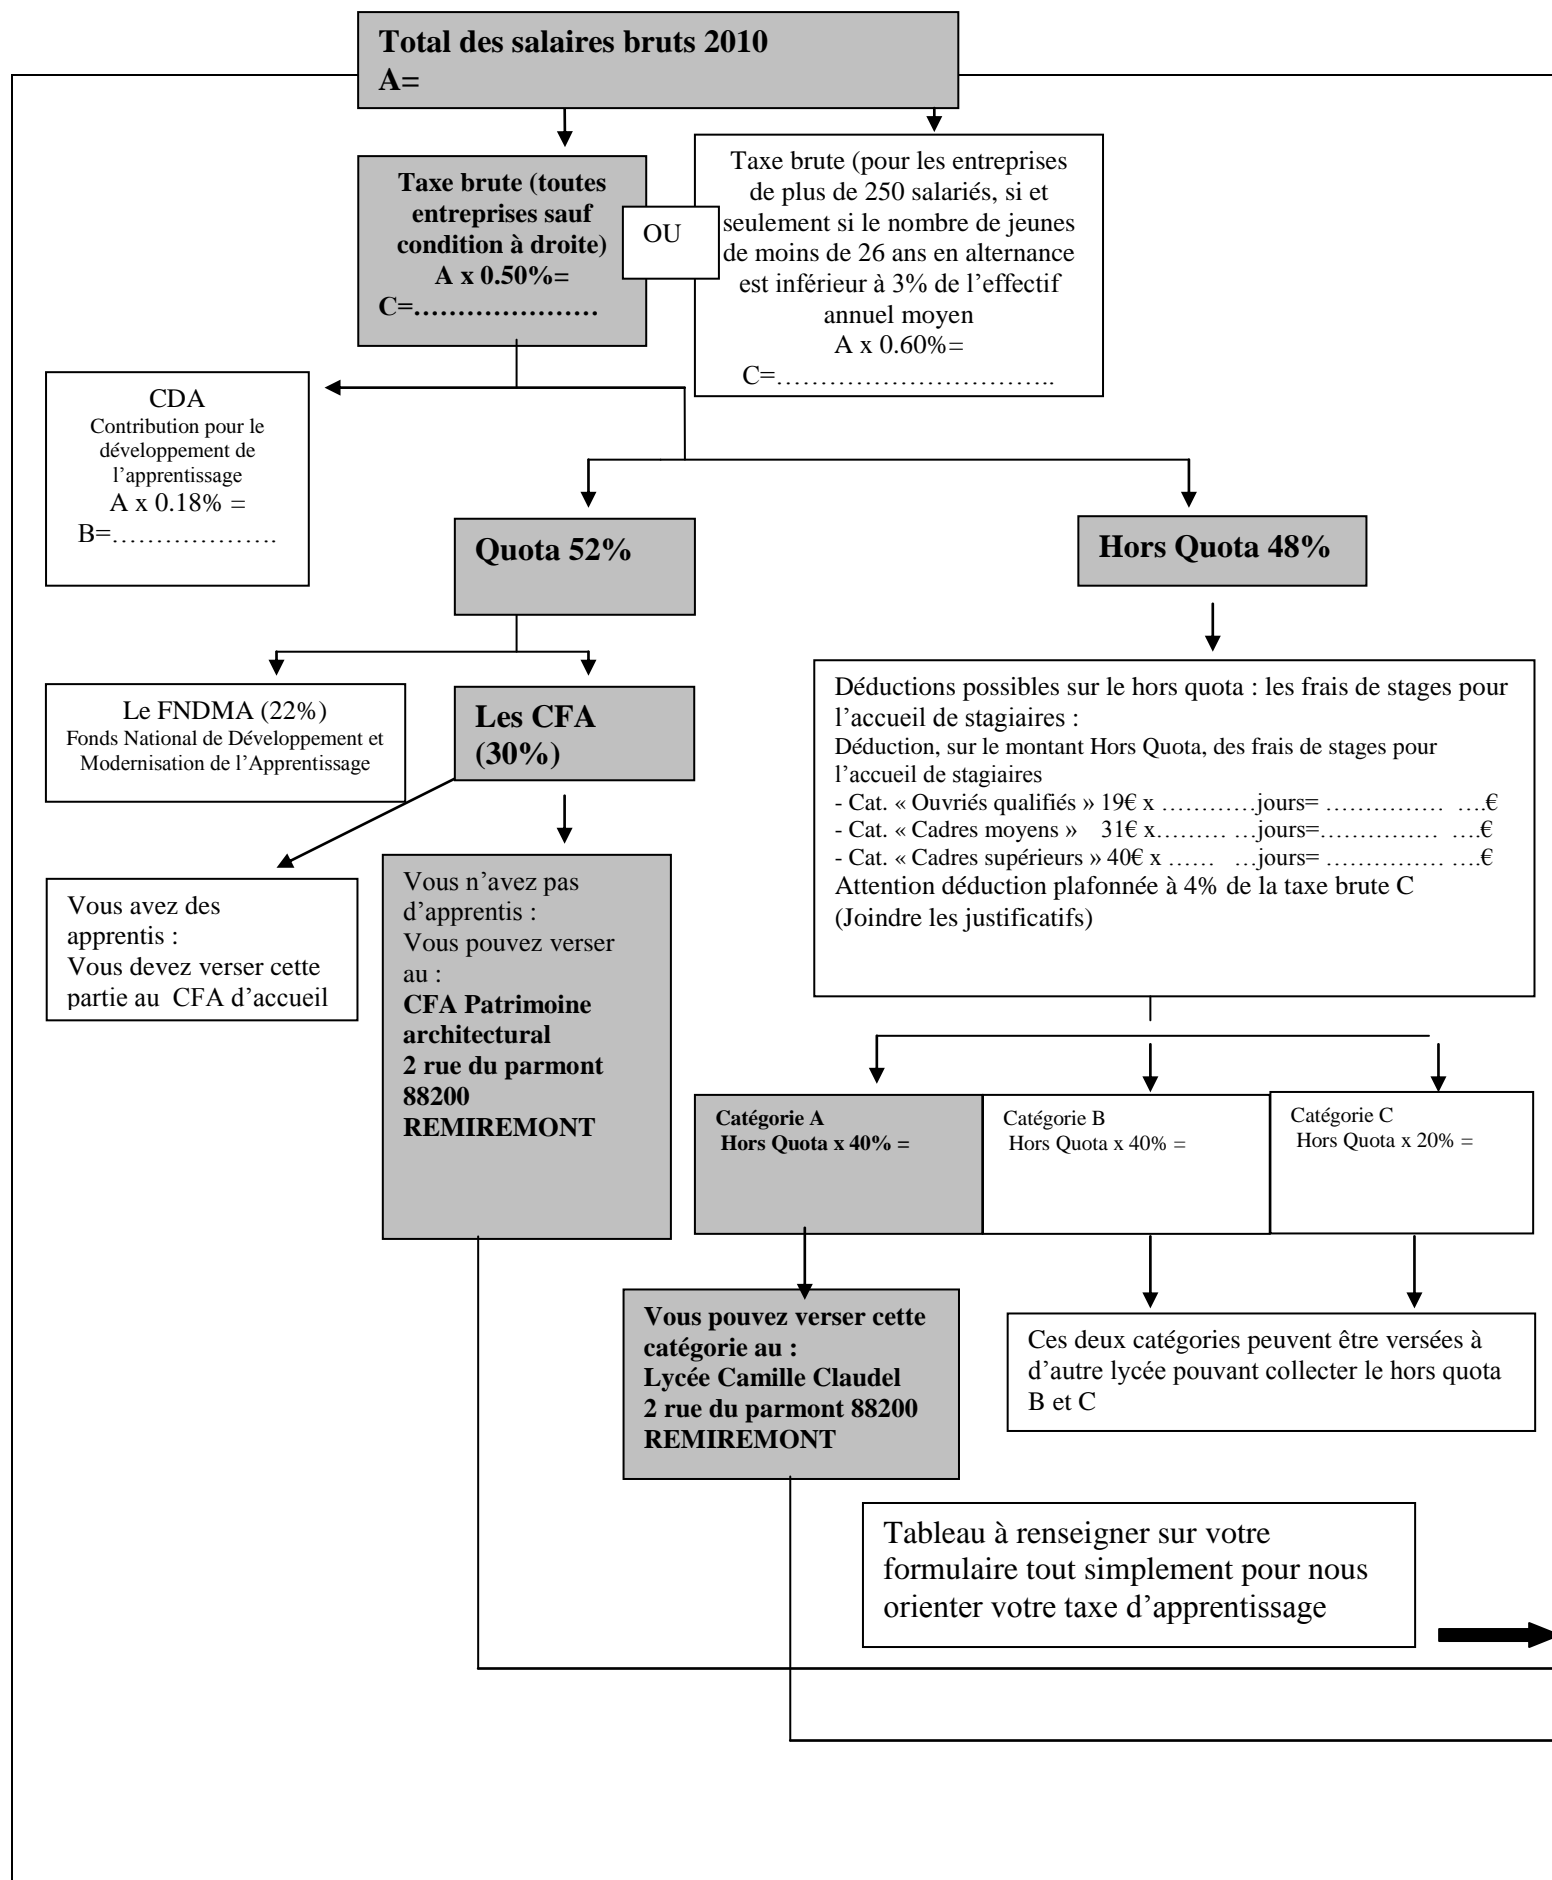 Total des salaires bruts 2010
A=
Taxe brute (toutes
entreprises sauf
condition à droite)
A x 0.50%=
C=.....................
OU
Taxe brute (pour les entreprises
de plus de 250 salariés, si et
seulement si le nombre de jeunes
de moins de 26 ans en alternance
est inférieur à 3% de l’effectif
annuel moyen
A x 0.60%=
C=…………………………..
CDA
Contribution pour le
développement de
l’apprentissage
A x 0.18% =
B=……………….
Quota 52%
Hors Quota 48%
Le FNDMA (22%)
Fonds National de Développement et
Modernisation de l’Apprentissage
Les CFA
(30%)
Déductions possibles sur le hors quota : les frais de stages pour
l’accueil de stagiaires :
Déduction, sur le montant Hors Quota, des frais de stages pour
l’accueil de stagiaires
- Cat. « Ouvriés qualifiés » 19€ x …………jours= …………… ….€
- Cat. « Cadres moyens » 31€ x……… …jours=…………… ….€
- Cat. « Cadres supérieurs » 40€ x …… …jours= …………… ….€
Attention déduction plafonnée à 4% de la taxe brute C
(Joindre les justificatifs)
Vous avez des
apprentis :
Vous devez verser cette
partie au CFA d’accueil
Vous n’avez pas
d’apprentis :
Vous pouvez verser
au :
CFA Patrimoine
architectural
2 rue du parmont
88200
REMIREMONT
Catégorie A
Hors Quota x 40% =
Catégorie B
Hors Quota x 40% =
Catégorie C
Hors Quota x 20% =
Vous pouvez verser cette
catégorie au :
Lycée Camille Claudel
2 rue du parmont 88200
REMIREMONT
Ces deux catégories peuvent être versées à
d’autre lycée pouvant collecter le hors quota
B et C
Tableau à renseigner sur votre
formulaire tout simplement pour nous
orienter votre taxe d’apprentissage